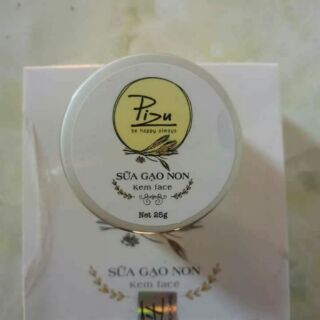 Pizu
be happy always
SỮA GẠO NON
Kem face
Net 25g
SỮA GẠO NON
Kem face